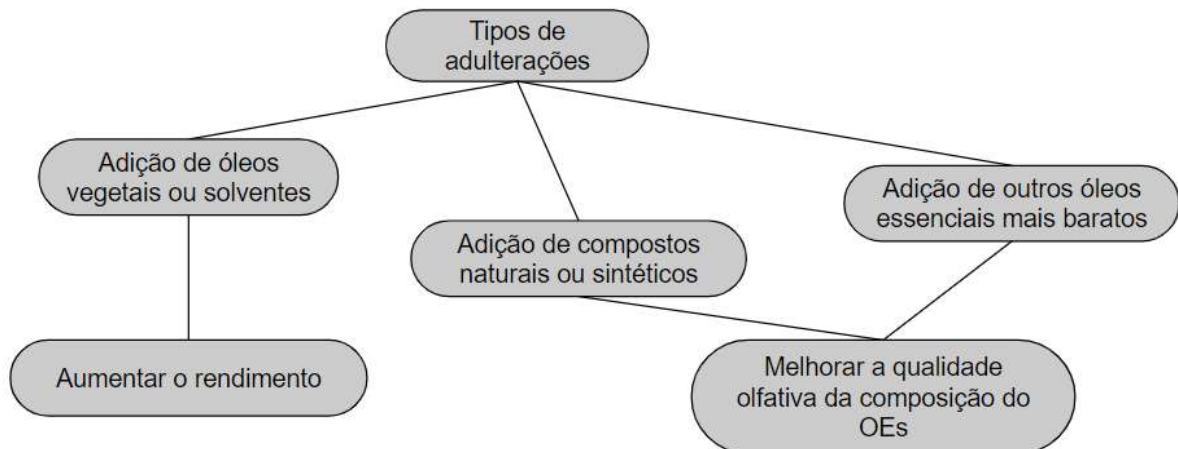 Tipos de
adulterações
Adição de óleos
vegetais ou solventes
Adição de compostos
naturais ou sintéticos
Adição de outros óleos
essenciais mais baratos
Aumentar o rendimento
Melhorar a qualidade
olfativa da composição do
OEs